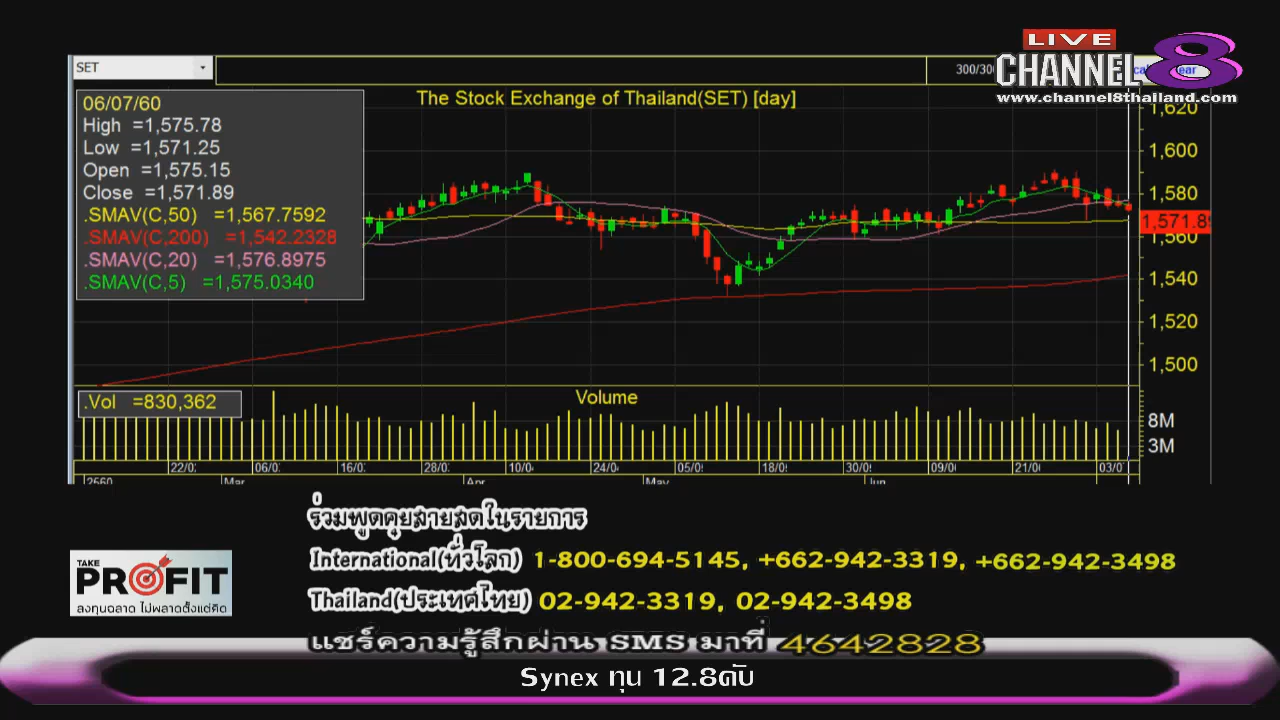 LIVE
CHANNEL 8
www.channel8thailand.com
SET
300/300
The Stock Exchange of Thailand(SET) [day]
06/07/60
High =1,575.78
Low =1,571.25
Open =1,575.15
Close =1,571.89
.SMAV(C,50) =1,567.7592
.SMAV(C,200) =1,542.2328
.SMAV(C,20) =1,576.8975
.SMAV(C,5) =1,575.0340
1,620
1,600
1,580
1,571.89
1,560
1,540
1,520
1,500
.Vol =830,362
Volume
8M
3M
22/0 06/0 16/0 28/0 10/0 24/0 05/0 18/0 30/0 09/0 21/0 03/0
2560 Mar Apr May Jun
ร่วมพูดคุยสายสดในรายการ
International(ทั่วโลก) 1-800-694-5145, +662-942-3319, +662-942-3498
Thailand(ประเทศไทย) 02-942-3319, 02-942-3498
TAKE
PROFIT
ลงทุนฉลาด ไม่พลาดตั้งแต่คิด
แชร์ความรู้สึกผ่าน SMS มาที่ 4642828
Synex ทุน 12.8ดับ